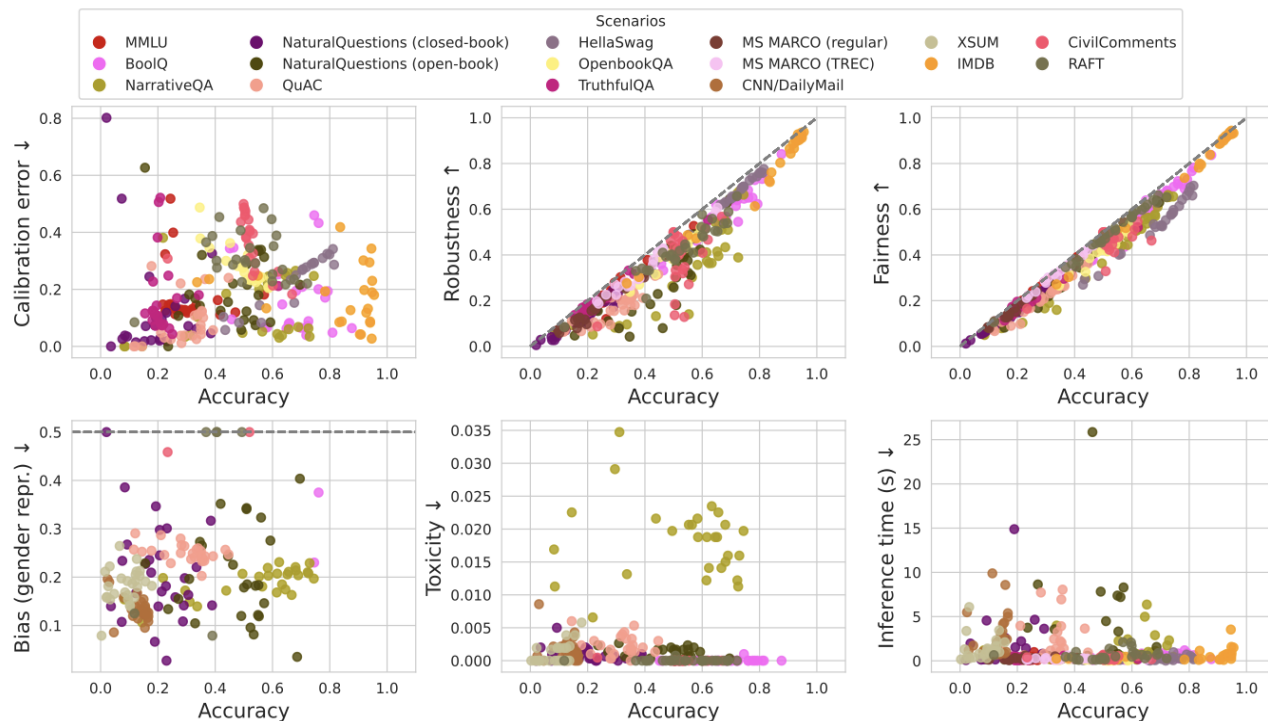 Scenarios
MMLU NaturalQuestions (closed-book) HellaSwag MS MARCO (regular) XSUM CivilComments
BoolQ NaturalQuestions (open-book) OpenbookQA MS MARCO (TREC) IMDB RAFT
NarrativeQA QuAC TruthfulQA CNN/DailyMail
Calibration error ↓
0.8
0.6
0.4
0.2
0.0
0.0 0.2 0.4 0.6 0.8 1.0
Accuracy
Robustness ↑
1.0
0.8
0.6
0.4
0.2
0.0
0.0 0.2 0.4 0.6 0.8 1.0
Accuracy
Fairness ↑
1.0
0.8
0.6
0.4
0.2
0.0
0.0 0.2 0.4 0.6 0.8 1.0
Accuracy
Bias (gender repr.) ↓
0.5
0.4
0.3
0.2
0.1
0.0 0.2 0.4 0.6 0.8 1.0
Accuracy
Toxicity ↓
0.035
0.030
0.025
0.020
0.015
0.010
0.005
0.000
0.0 0.2 0.4 0.6 0.8 1.0
Accuracy
Inference time (s) ↓
25
20
15
10
5
0
0.0 0.2 0.4 0.6 0.8 1.0
Accuracy